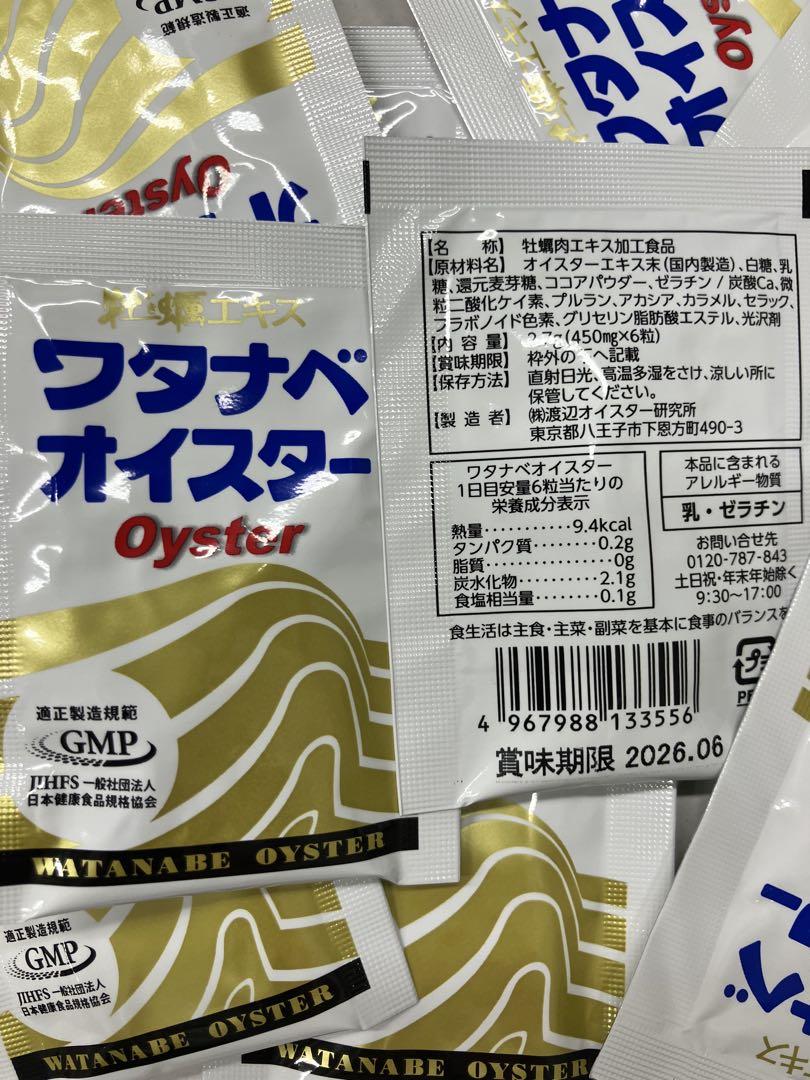 適正製造規範
Oyster
牡蠣エキス
ワタナベ
オイスター
Oyster
適正製造規範
GMP
JIHFS 一般社団法人
日本健康食品規格協会
WATANABE OYSTER
適正製造規範
GMP
JIHFS 一般社団法人
日本健康食品規格協会
WATANABE OYSTER
WATANABE OYSTER
【名 称】 牡蠣肉エキス加工食品
【原材料名】 オイスターエキス末(国内製造)、白糖、乳
糖、還元麦芽糖、ココアパウダー、ゼラチン/炭酸Ca、微
粒二酸化ケイ素、プルラン、アカシア、カラメル、セラック、
フラボノイド色素、グリセリン脂肪酸エステル、光沢剤
【内 容 量】 2.7g(450mg×6粒)
【賞味期限】 枠外の下へ記載
【保存方法】 直射日光、高温多湿をさけ、涼しい所に
保管してください。
【製 造 者】 ㈱渡辺オイスター研究所
東京都八王子市下恩方町490-3
ワタナベオイスター
1日目安量6粒当たりの
栄養成分表示
熱量・・・・・・・・・・9.4kcal
タンパク質・・・・・・・・0.2g
脂質・・・・・・・・・・・・0g
炭水化物・・・・・・・・・2.1g
食塩相当量・・・・・・・・0.1g
本品に含まれる
アレルギー物質
乳・ゼラチン
お問い合せ先
0120-787-843
土日祝・年末年始除く
9:30〜17:00
食生活は主食・主菜・副菜を基本に食事のバランスを
4 967988 133556
賞味期限 2026.06
プラ
Oy